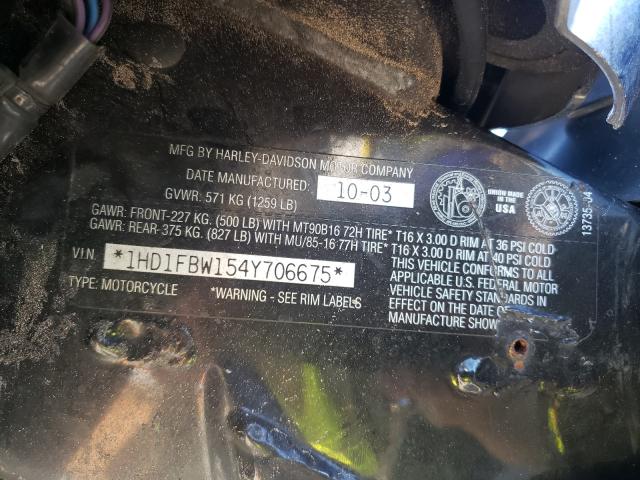 MFG BY HARLEY-DAVIDSON MOTOR COMPANY
DATE MANUFACTURED: 10-03
GVWR: 571 KG (1259 LB)
GAWR: FRONT-227 KG. (500 LB) WITH MT90B16 72H TIRE* T16 X 3.00 D RIM AT 36 PSI COLD
GAWR: REAR-375 KG. (827 LB) WITH MU/85-16 77H TIRE* T16 X 3.00 D RIM AT 40 PSI COLD
VIN *1HD1FBW154Y706675*
TYPE: MOTORCYCLE *WARNING - SEE RIM LABELS
THIS VEHICLE CONFORMS TO ALL
APPLICABLE U.S. FEDERAL MOTOR
VEHICLE SAFETY STANDARDS IN
EFFECT ON THE DATE OF
MANUFACTURE SHOWN
UNION MADE
IN THE
USA
13735-04